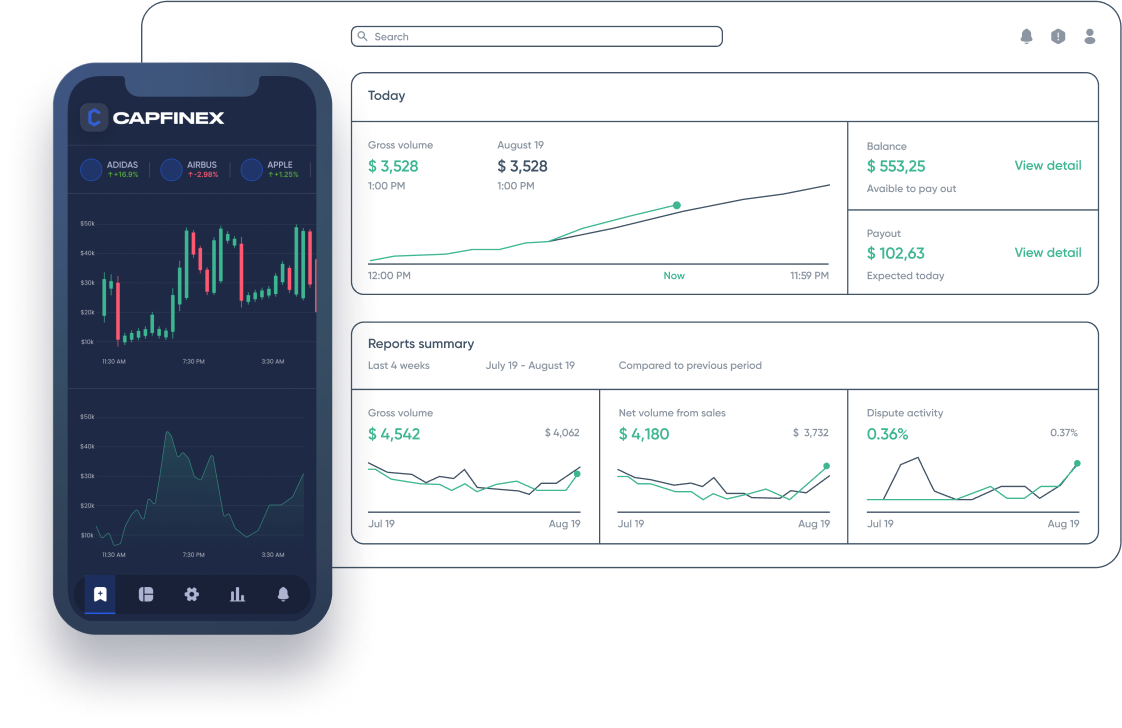 Search
CAPFINEX
ADIDAS
↑+16.9%
AIRBUS
↑-2.98%
APPLE
↑+1.25%
$50k
$40k
$30k
$20k
$10k
11:30 AM 7:30 PM 3:30 AM
$50k
$40k
$30k
$20k
$10k
11:30 AM 7:30 PM 3:30 AM
Today
Gross volume
$ 3,528
1:00 PM
August 19
$ 3,528
1:00 PM
12:00 PM Now 11:59 PM
Balance
$ 553,25 View detail
Avaible to pay out
Payout
$ 102,63 View detail
Expected today
Reports summary
Last 4 weeks July 19 - August 19 Compared to previous period
Gross volume
$ 4,542 $ 4,062
Jul 19 Aug 19
Net volume from sales
$ 4,180 $ 3,732
Jul 19 Aug 19
Dispute activity
0.36% 0.37%
Jul 19 Aug 19